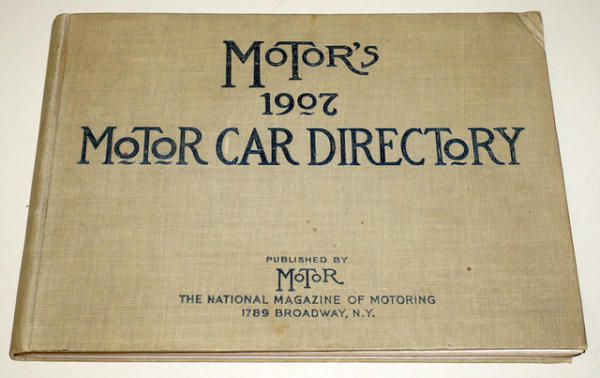 MoToR's
1907
MoToR CAR DIRECToRY
PUBLISHED BY
MoToR
THE NATIONAL MAGAZINE OF MOTORING
1789 BROADWAY, N.Y.